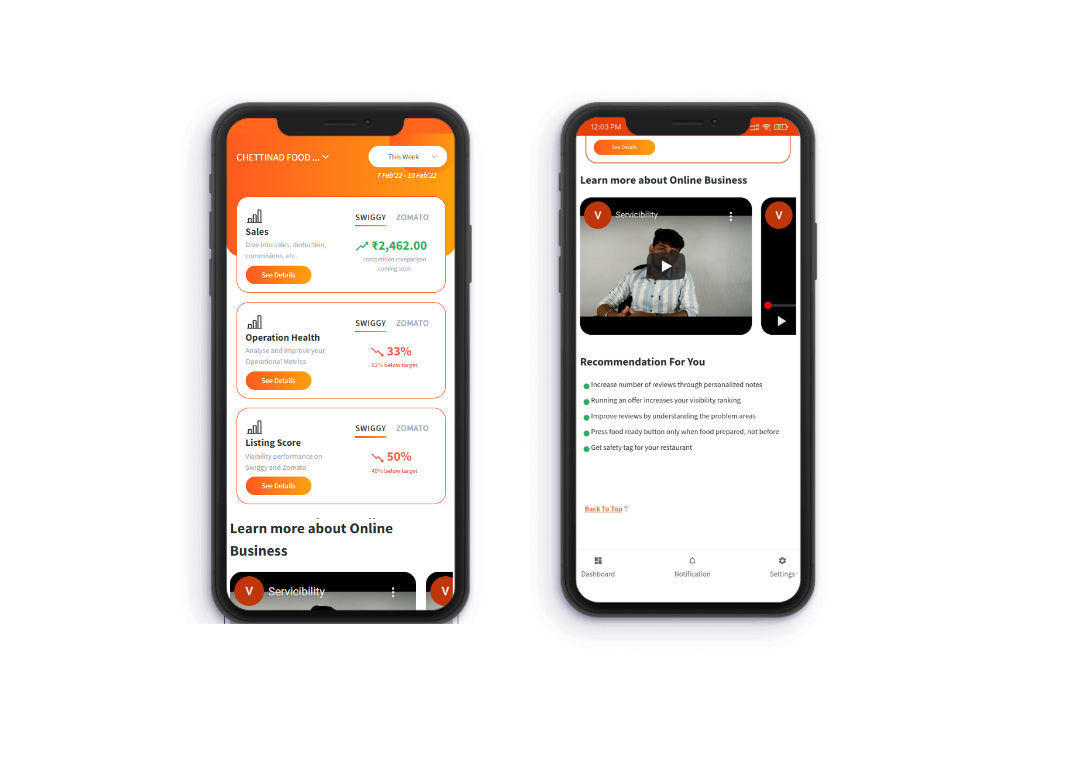 CHETTINAD FOOD ...
This Week
7 Feb'22 - 13 Feb'22
SWIGGY ZOMATO
Sales
Dive into sales, deduction,
commisions, etc.
₹2,462.00
competition comparison
coming soon
See Details
SWIGGY ZOMATO
Operation Health
Analyse and improve your
Operational Metrics.
33%
52% below target
See Details
SWIGGY ZOMATO
Listing Score
Visibility performance on
Swiggy and Zomato
50%
40% below target
See Details
Learn more about Online
Business
V Servicibility
V
12:03 PM
See Details
Learn more about Online Business
V Servicibility
V
Recommendation For You
Increase number of reviews through personalized notes
Running an offer increases your visibility ranking
Improve reviews by understanding the problem areas
Press food ready button only when food prepared, not before
Get safety tag for your restaurant
Back To Top↑
Dashboard Notification Settings